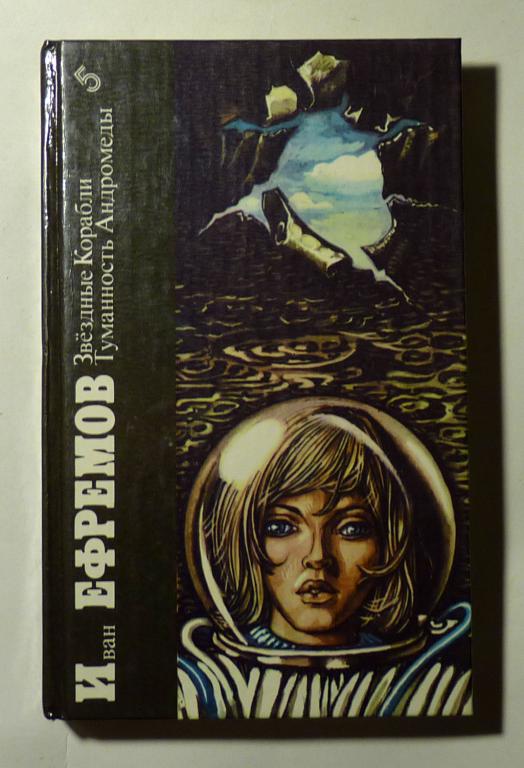 Иван ЕФРЕМОВ
Звёздные Корабли
Туманность Андромеды
5